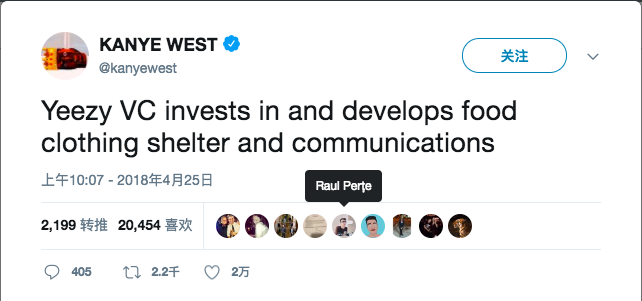 KANYE WEST
@kanyewest
关注
Yeezy VC invests in and develops food
clothing shelter and communications
上午10:07 - 2018年4月25日
Raul Perțe
2,199 转推 20,454 喜欢
405 2.2千 2万